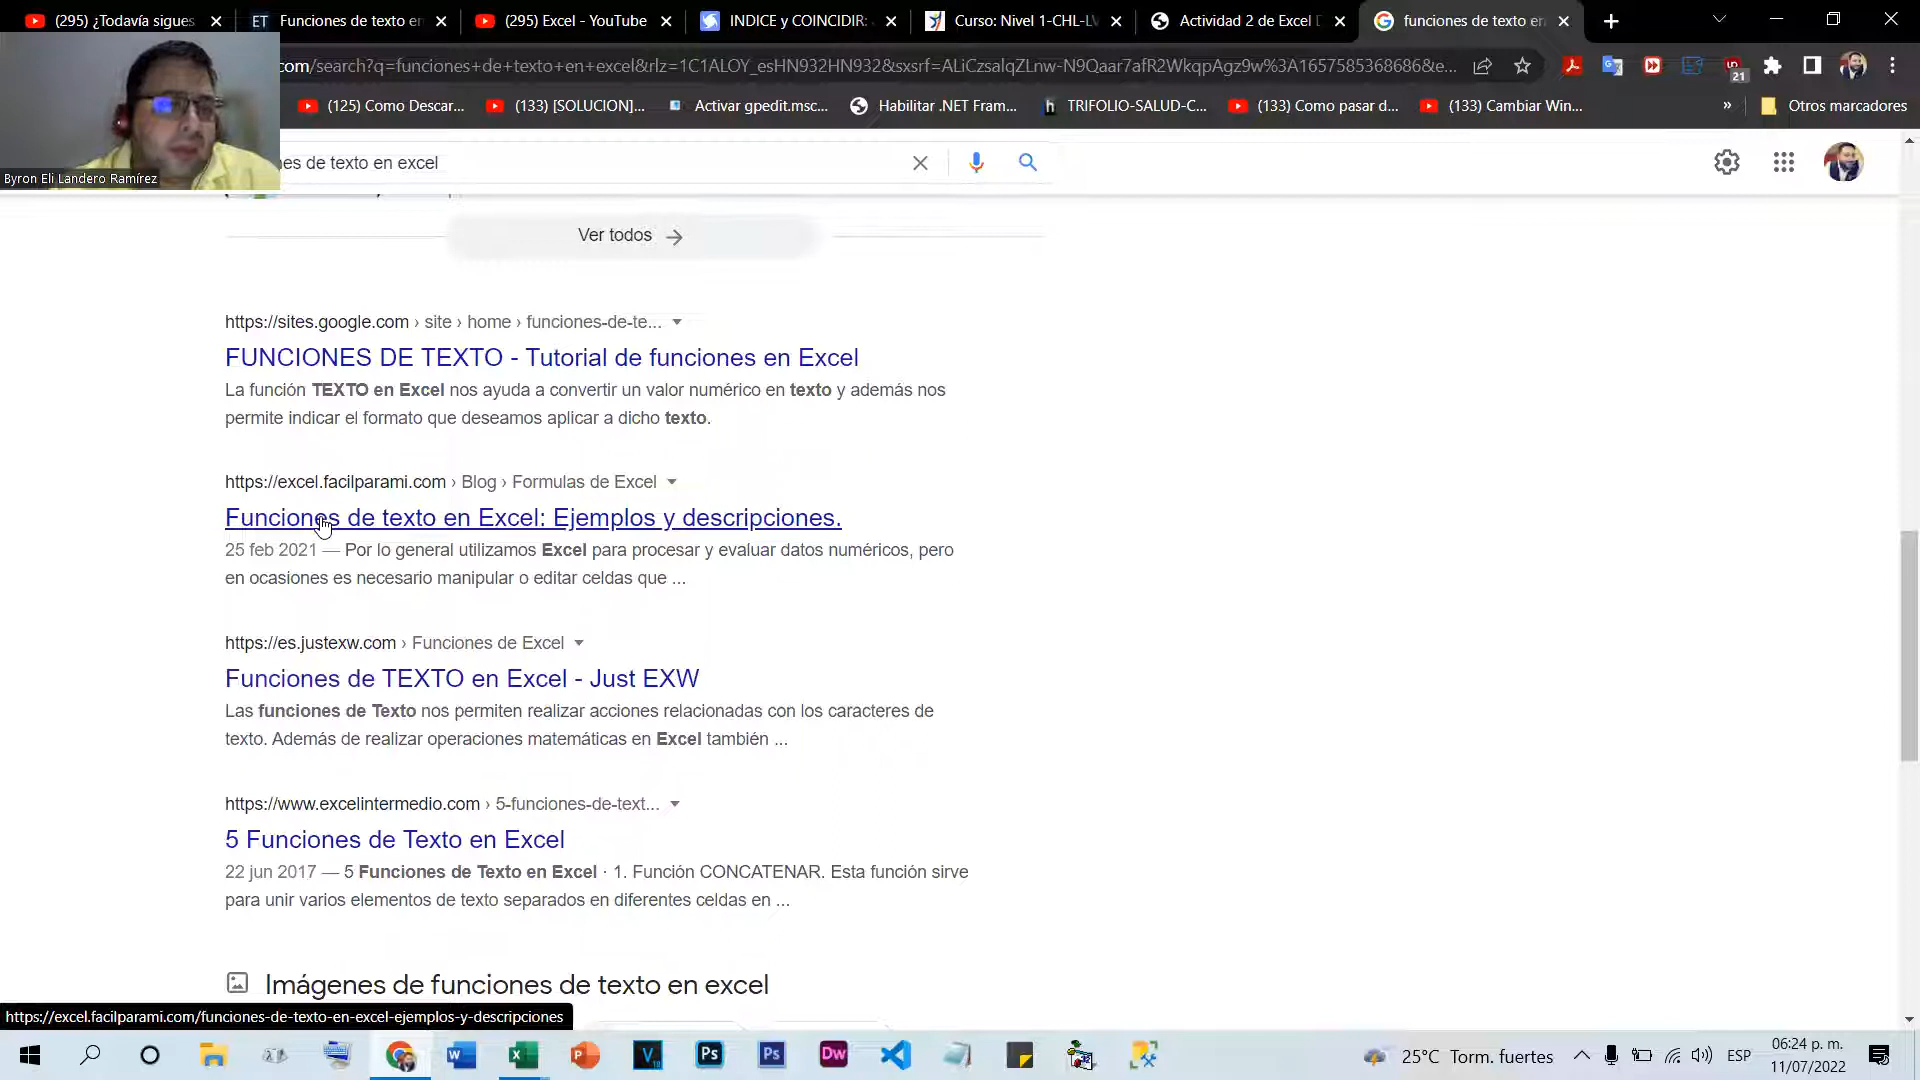 (295) ¿Todavía sigues
ET Funciones de texto en
(295) Excel - YouTube
INDICE y COINCIDIR:
Curso: Nivel 1-CHL-LV
Actividad 2 de Excel
funciones de texto en
com/search?q=funciones+de+texto+en+excel&rlz=1C1ALOY_esHN932HN932&sxsrf=ALiCzsalqZLnw-N9Qaar7afR2WkqpAgz9w%3A1657585368686&e...
21
(125) Como Descar...
(133) [SOLUCION]...
Activar gpedit.msc...
Habilitar .NET Fram...
h TRIFOLIO-SALUD-C...
(133) Como pasar d...
(133) Cambiar Win...
»
Otros marcadores
Byron Eli Landero Ramírez
nes de texto en excel
Ver todos
https://sites.google.com › site › home › funciones-de-te...
FUNCIONES DE TEXTO - Tutorial de funciones en Excel
La función TEXTO en Excel nos ayuda a convertir un valor numérico en texto y además nos
permite indicar el formato que deseamos aplicar a dicho texto.
https://excel.facilparami.com › Blog › Formulas de Excel
Funciones de texto en Excel: Ejemplos y descripciones.
25 feb 2021 — Por lo general utilizamos Excel para procesar y evaluar datos numéricos, pero
en ocasiones es necesario manipular o editar celdas que ...
https://es.justexw.com › Funciones de Excel
Funciones de TEXTO en Excel - Just EXW
Las funciones de Texto nos permiten realizar acciones relacionadas con los caracteres de
texto. Además de realizar operaciones matemáticas en Excel también ...
https://www.excelintermedio.com › 5-funciones-de-text...
5 Funciones de Texto en Excel
22 jun 2017 — 5 Funciones de Texto en Excel · 1. Función CONCATENAR. Esta función sirve
para unir varios elementos de texto separados en diferentes celdas en ...
Imágenes de funciones de texto en excel
https://excel.facilparami.com/funciones-de-texto-en-excel-ejemplos-y-descripciones
25°C Torm. fuertes
ESP
06:24 p. m.
11/07/2022